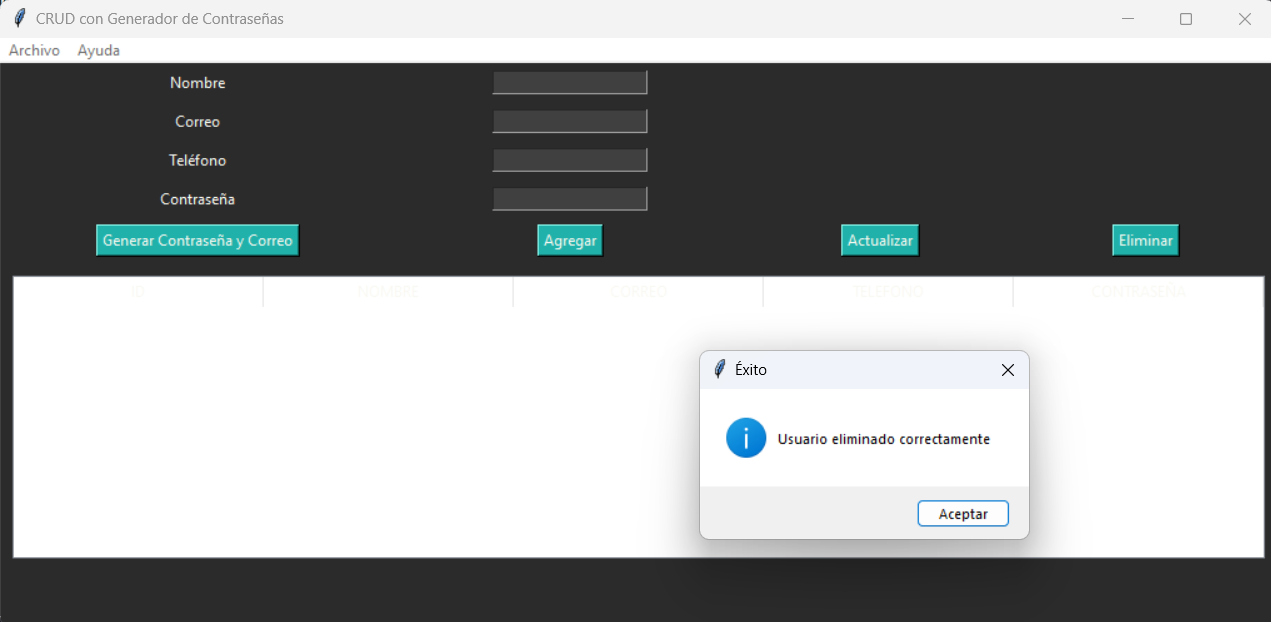 CRUD con Generador de Contraseñas
Archivo Ayuda
Nombre
Correo
Teléfono
Contraseña
Generar Contraseña y Correo Agregar Actualizar Eliminar
ID NOMBRE CORREO TELÉFONO CONTRASEÑA
Éxito
Usuario eliminado correctamente
Aceptar